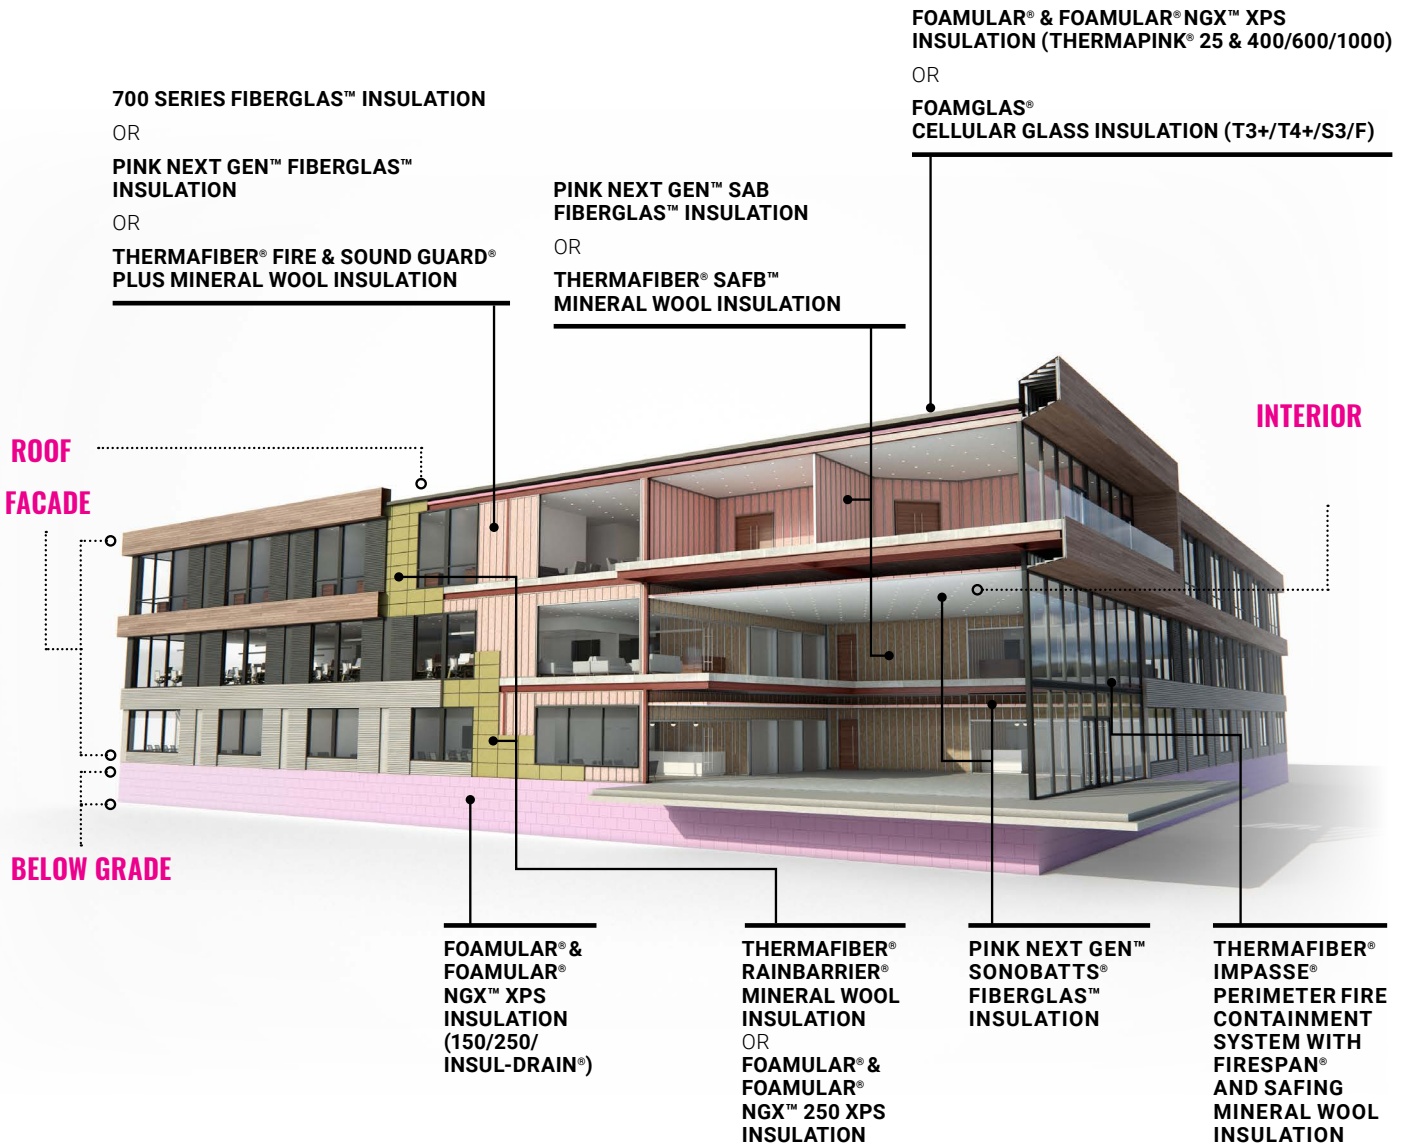 FOAMULAR® & FOAMULAR® NGX™ XPS
INSULATION (THERMAPINK® 25 & 400/600/1000)
OR
FOAMGLAS®
CELLULAR GLASS INSULATION (T3+/T4+/S3/F)
700 SERIES FIBERGLAS™ INSULATION
OR
PINK NEXT GEN™ FIBERGLAS™
INSULATION
OR
THERMAFIBER® FIRE & SOUND GUARD®
PLUS MINERAL WOOL INSULATION
PINK NEXT GEN™ SAB
FIBERGLAS™ INSULATION
OR
THERMAFIBER® SAFB™
MINERAL WOOL INSULATION
INTERIOR
ROOF
FACADE
BELOW GRADE
FOAMULAR® &
FOAMULAR®
NGX™ XPS
INSULATION
(150/250/
INSUL-DRAIN®)
THERMAFIBER®
RAINBARRIER®
MINERAL WOOL
INSULATION
OR
FOAMULAR® &
FOAMULAR®
NGX™ 250 XPS
INSULATION
PINK NEXT GEN™
SONOBATTS®
FIBERGLAS™
INSULATION
THERMAFIBER®
IMPASSE®
PERIMETER FIRE
CONTAINMENT
SYSTEM WITH
FIRESPAN®
AND SAFING
MINERAL WOOL
INSULATION